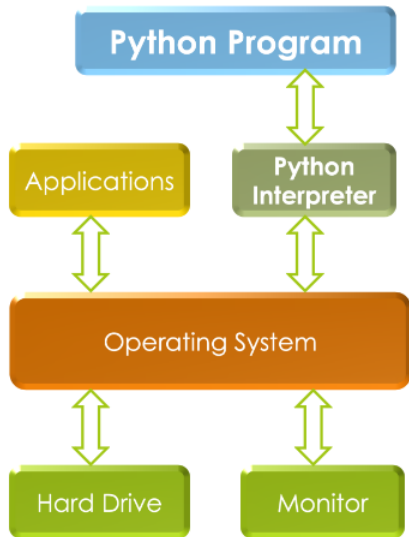 Python Program
Applications
Python
Interpreter
Operating System
Hard Drive
Monitor